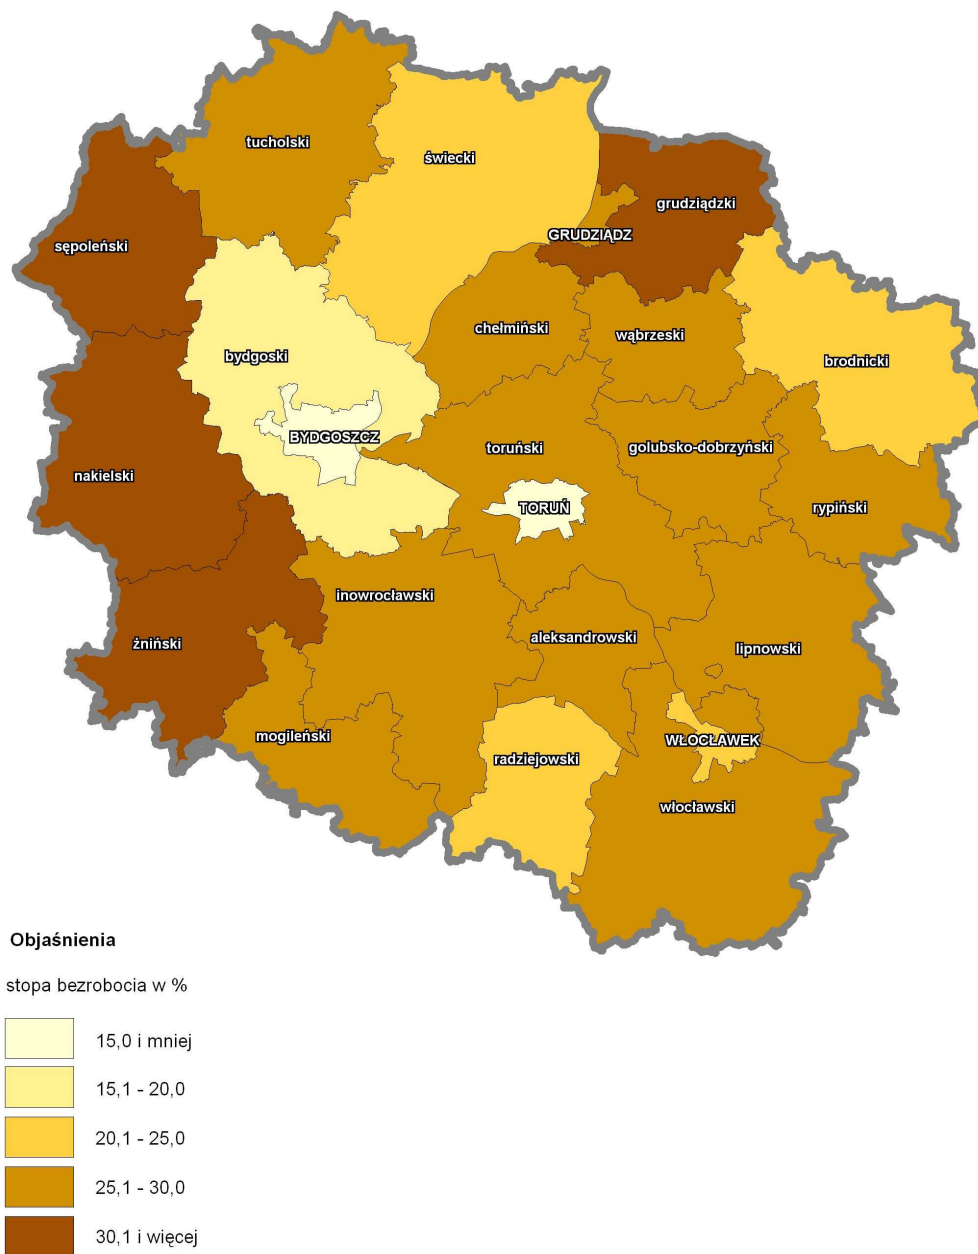 tucholski
świecki
grudziądzki
GRUDZIĄDZ
sępoleński
chełmiński
wąbrzeski
bydgoski
brodnicki
BYDGOSZCZ
toruński
golubsko-dobrzyński
nakielski
TORUŃ
rypiński
inowrocławski
aleksandrowski
żniński
lipnowski
mogileński
WŁOCŁAWEK
radziejowski
włocławski
Objaśnienia
stopa bezrobocia w %
15,0 i mniej
15,1 - 20,0
20,1 - 25,0
25,1 - 30,0
30,1 i więcej